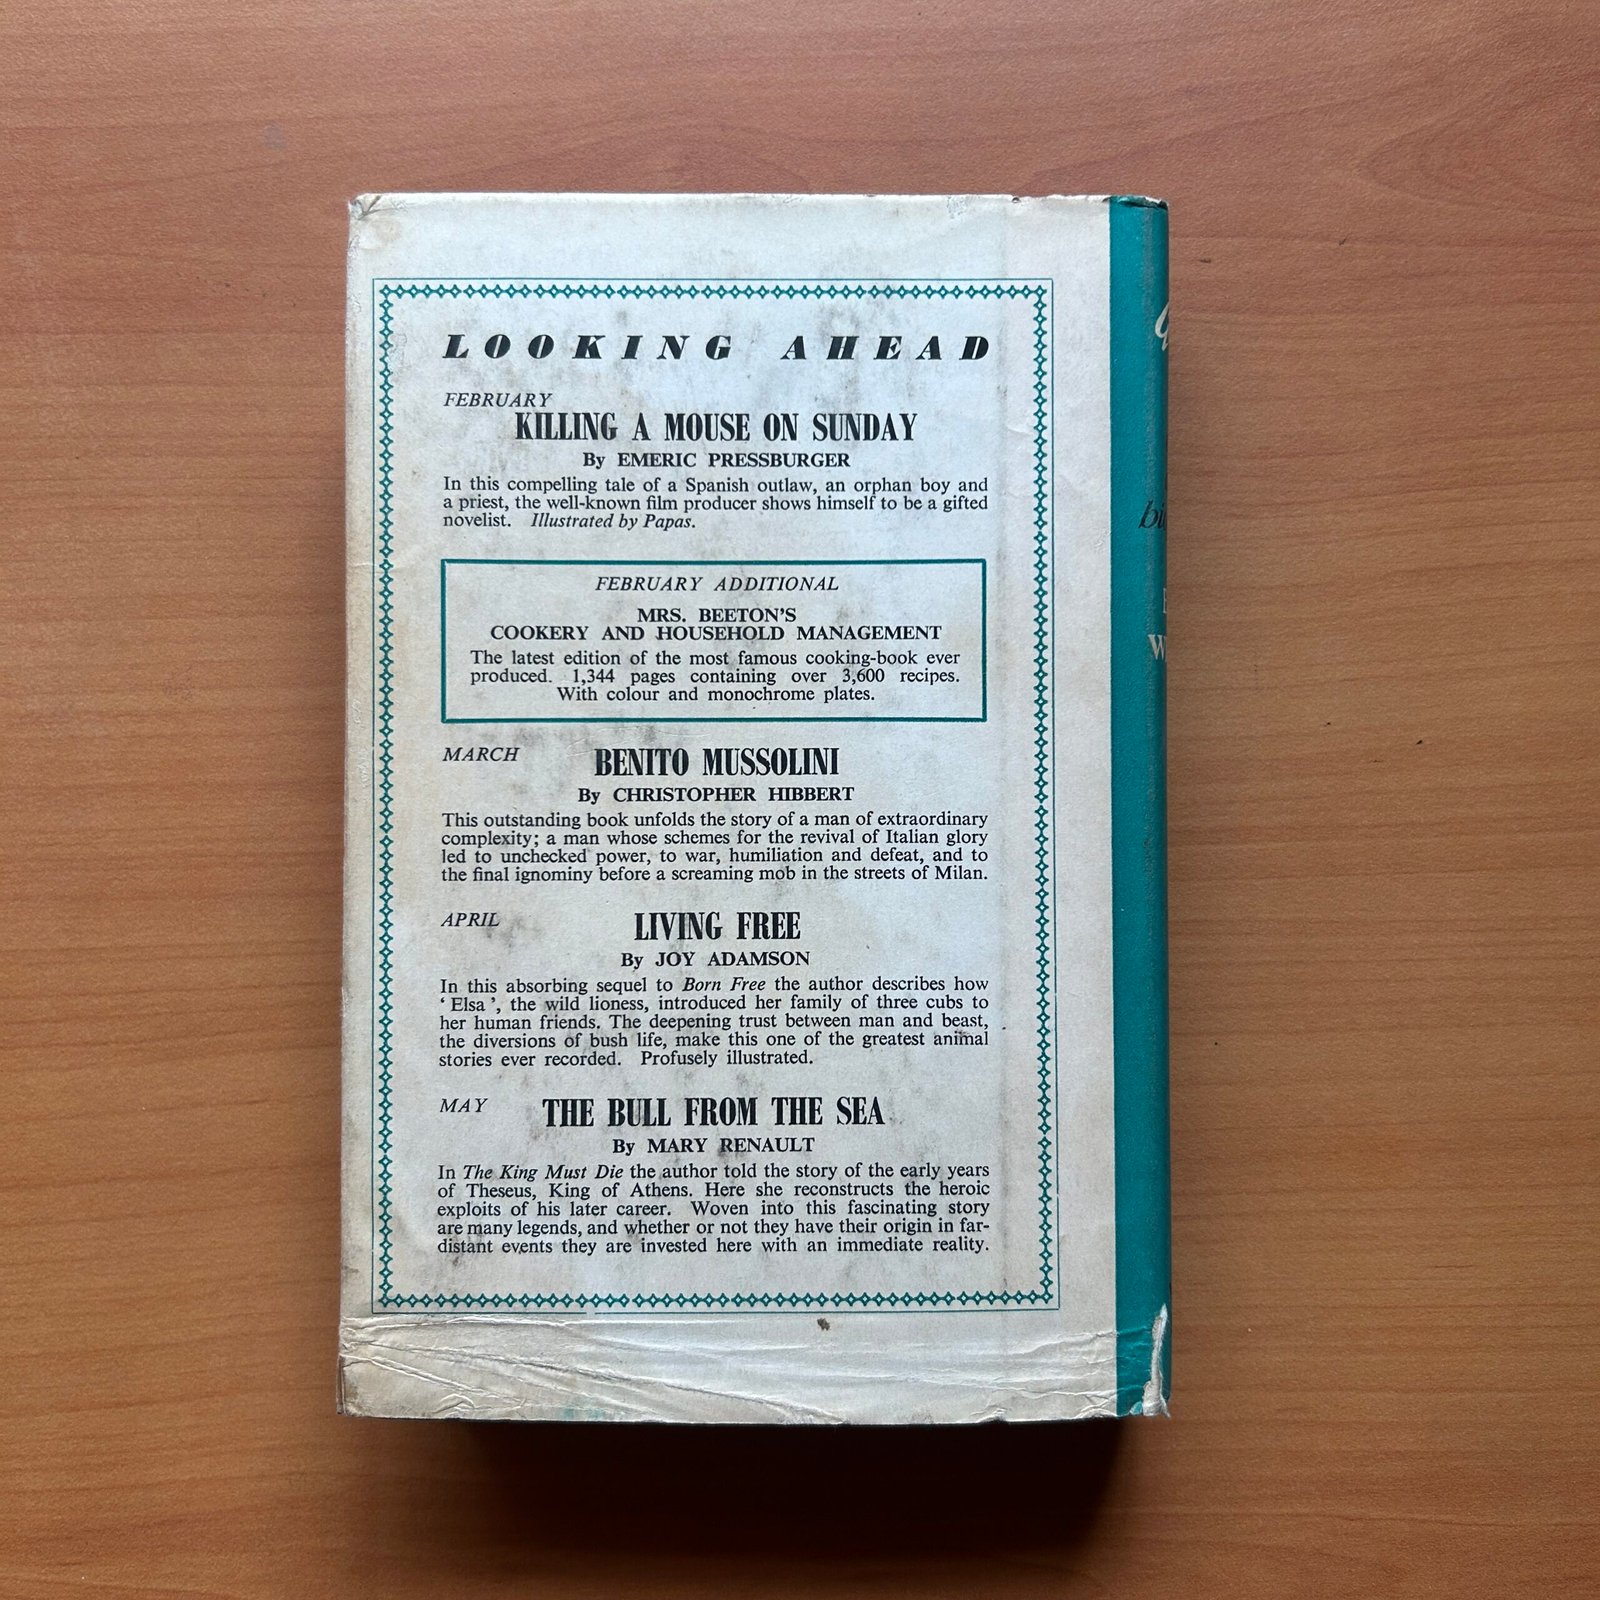 LOOKING AHEAD
FEBRUARY
KILLING A MOUSE ON SUNDAY
By EMERIC PRESSBURGER
In this compelling tale of a Spanish outlaw, an orphan boy and
a priest, the well-known film producer shows himself to be a gifted
novelist. Illustrated by Papas.
FEBRUARY ADDITIONAL
MRS. BEETON'S
COOKERY AND HOUSEHOLD MANAGEMENT
The latest edition of the most famous cooking-book ever
produced. 1,344 pages containing over 3,600 recipes.
With colour and monochrome plates.
MARCH
BENITO MUSSOLINI
By CHRISTOPHER HIBBERT
This outstanding book unfolds the story of a man of extraordinary
complexity; a man whose schemes for the revival of Italian glory
led to unchecked power, to war, humiliation and defeat, and to
the final ignominy before a screaming mob in the streets of Milan.
APRIL
LIVING FREE
By JOY ADAMSON
In this absorbing sequel to Born Free the author describes how
‘Elsa’, the wild lioness, introduced her family of three cubs to
her human friends. The deepening trust between man and beast,
the diversions of bush life, make this one of the greatest animal
stories ever recorded. Profusely illustrated.
MAY
THE BULL FROM THE SEA
By MARY RENAULT
In The King Must Die the author told the story of the early years
of Theseus, King of Athens. Here she reconstructs the heroic
exploits of his later career. Woven into this fascinating story
are many legends, and whether or not they have their origin in far-
distant events they are invested here with an immediate reality.